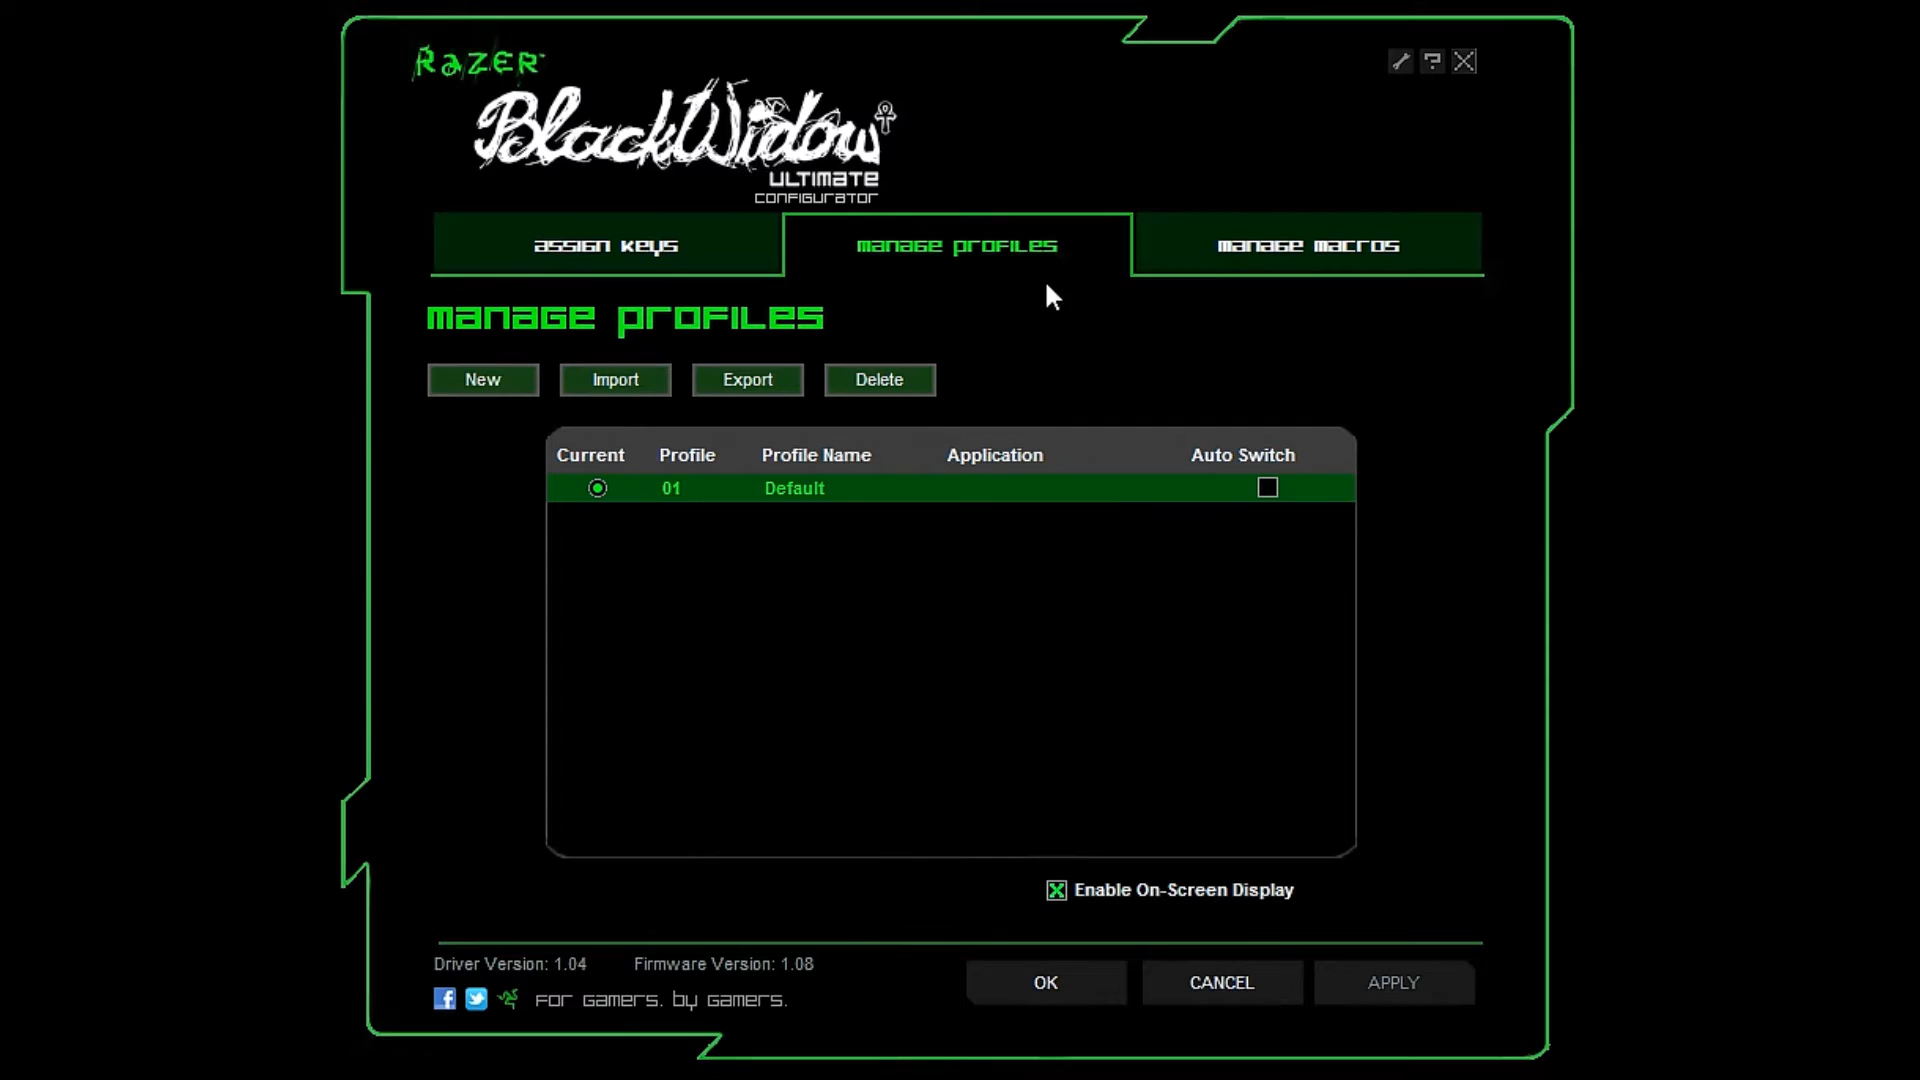 RAZER
BlackWidow
ULTIMATE
CONFIGURATOR
assign keys
manage profiles
manage macros
manage profiles
New Import Export Delete
Current Profile Profile Name Application Auto Switch
01 Default
Enable On-Screen Display
Driver Version: 1.04 Firmware Version: 1.08
OK CANCEL APPLY
For gamers. by gamers.